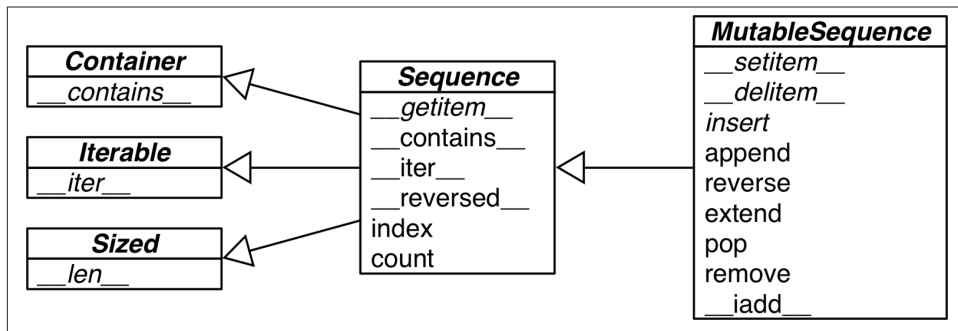 Container
__contains__
Iterable
__iter__
Sized
__len__
Sequence
__getitem__
__contains__
__iter__
__reversed__
index
count
MutableSequence
__setitem__
__delitem__
insert
append
reverse
extend
pop
remove
__iadd__